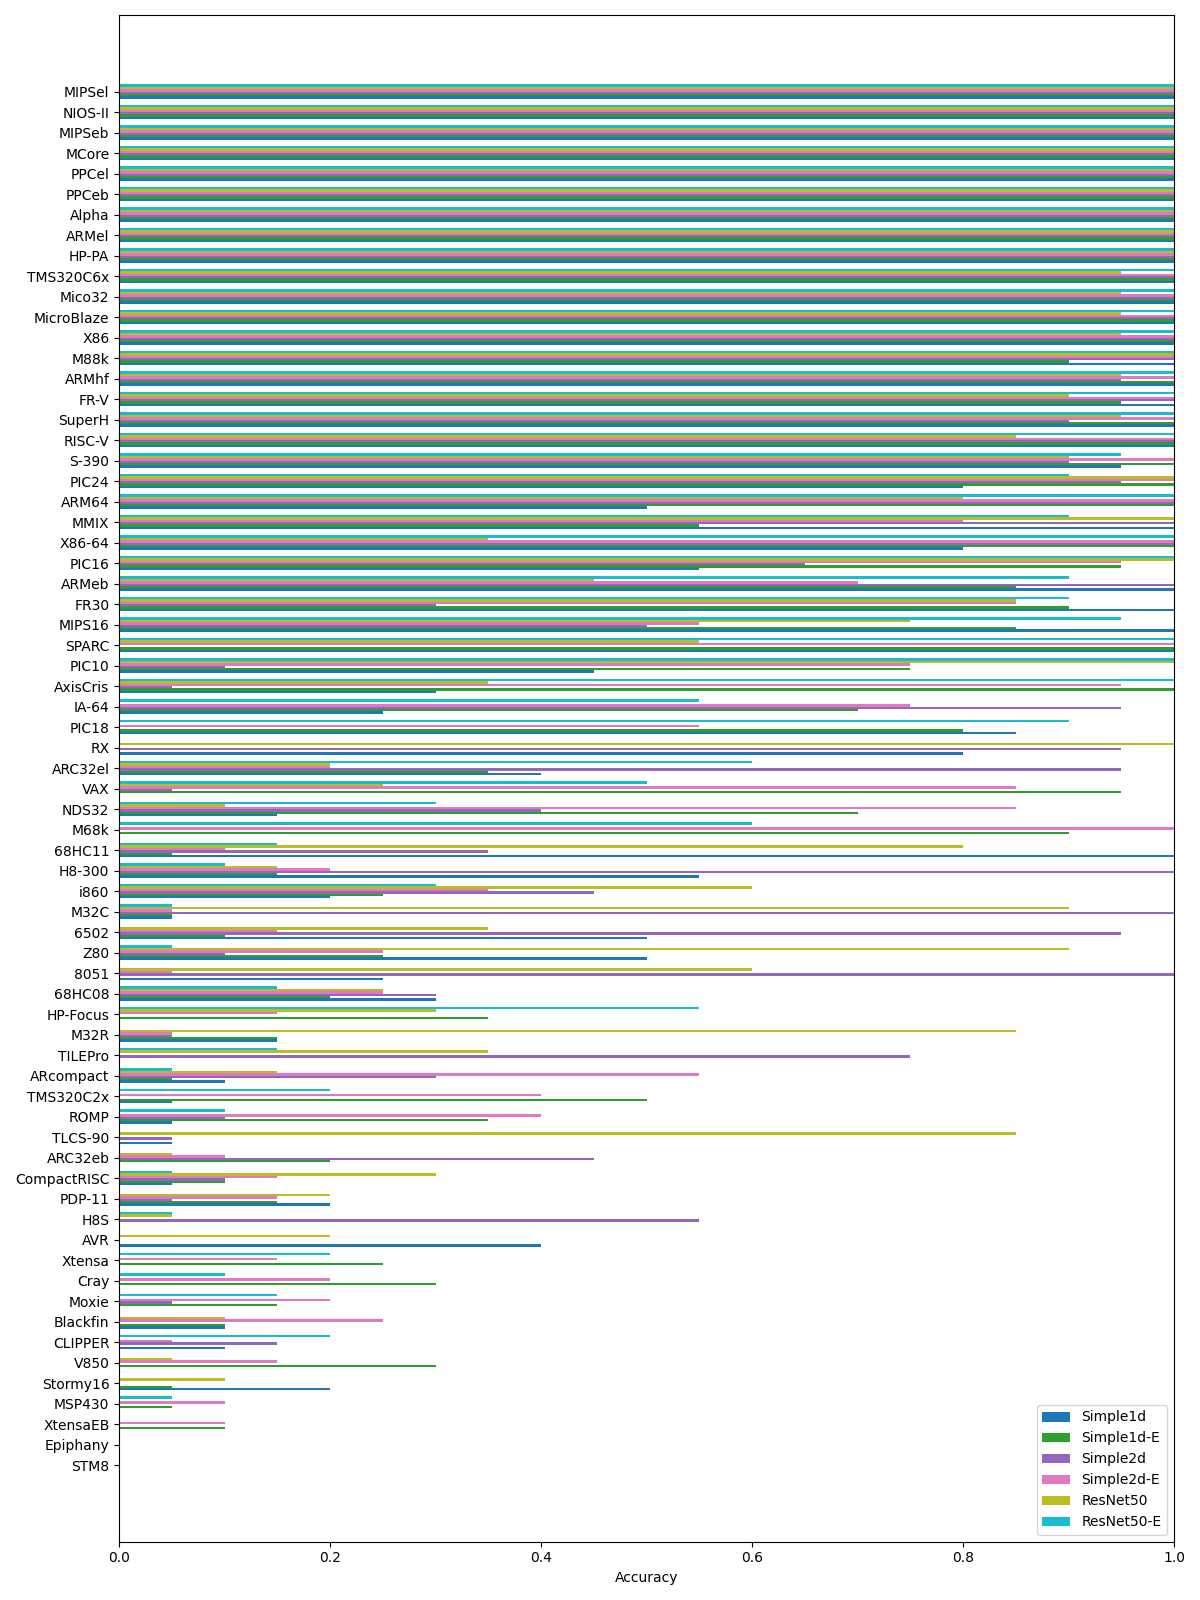 MIPSel
NIOS-II
MIPSeb
MCore
PPCel
PPCeb
Alpha
ARMel
HP-PA
TMS320C6x
Mico32
MicroBlaze
X86
M88k
ARMhf
FR-V
SuperH
RISC-V
S-390
PIC24
ARM64
MMIX
X86-64
PIC16
ARMeb
FR30
MIPS16
SPARC
PIC10
AxisCris
IA-64
PIC18
RX
ARC32el
VAX
NDS32
M68k
68HC11
H8-300
i860
M32C
6502
Z80
8051
68HC08
HP-Focus
M32R
TILEPro
ARcompact
TMS320C2x
ROMP
TLCS-90
ARC32eb
CompactRISC
PDP-11
H8S
AVR
Xtensa
Cray
Moxie
Blackfin
CLIPPER
V850
Stormy16
MSP430
XtensaEB
Epiphany
STM8
Simple1d
Simple1d-E
Simple2d
Simple2d-E
ResNet50
ResNet50-E
0.0 0.2 0.4 0.6 0.8 1.0
Accuracy